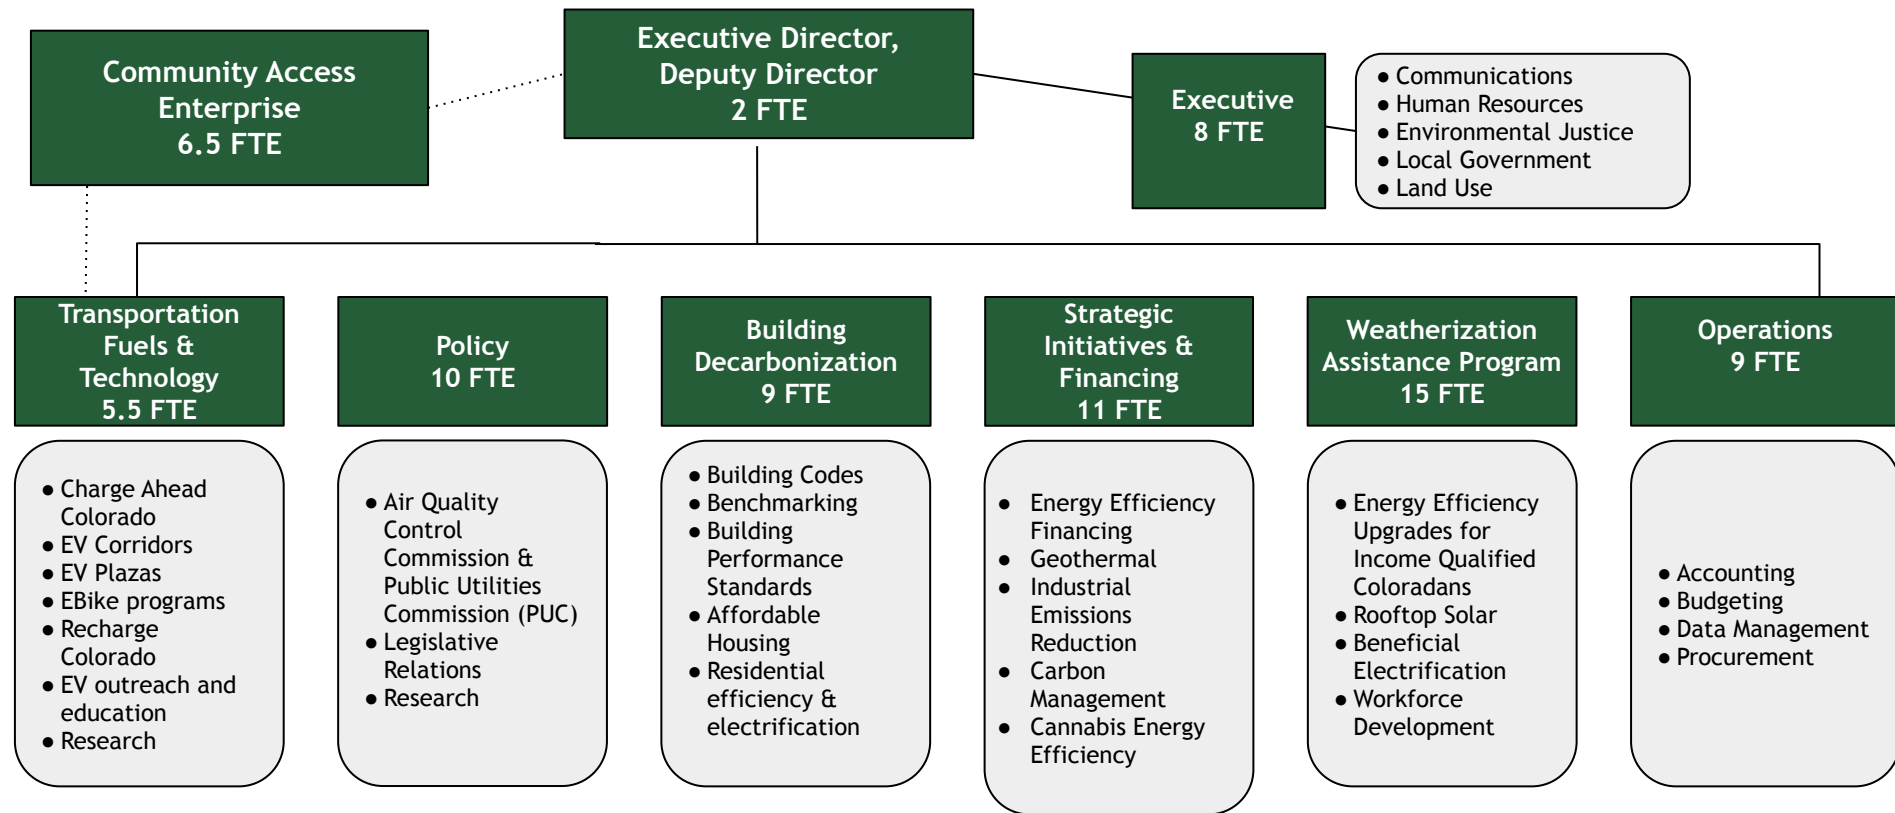 Community Access
Enterprise
6.5 FTE
Executive Director,
Deputy Director
2 FTE
Executive
8 FTE
● Communications
● Human Resources
● Environmental Justice
● Local Government
● Land Use
Transportation
Fuels &
Technology
5.5 FTE
● Charge Ahead
Colorado
● EV Corridors
● EV Plazas
● EBike programs
● Recharge
Colorado
● EV outreach and
education
● Research
Policy
10 FTE
● Air Quality
Control
Commission &
Public Utilities
Commission (PUC)
● Legislative
Relations
● Research
Building
Decarbonization
9 FTE
● Building Codes
● Benchmarking
● Building
Performance
Standards
● Affordable
Housing
● Residential
efficiency &
electrification
Strategic
Initiatives &
Financing
11 FTE
● Energy Efficiency
Financing
● Geothermal
● Industrial
Emissions
Reduction
● Carbon
Management
● Cannabis Energy
Efficiency
Weatherization
Assistance Program
15 FTE
● Energy Efficiency
Upgrades for
Income Qualified
Coloradans
● Rooftop Solar
● Beneficial
Electrification
● Workforce
Development
Operations
9 FTE
● Accounting
● Budgeting
● Data Management
● Procurement